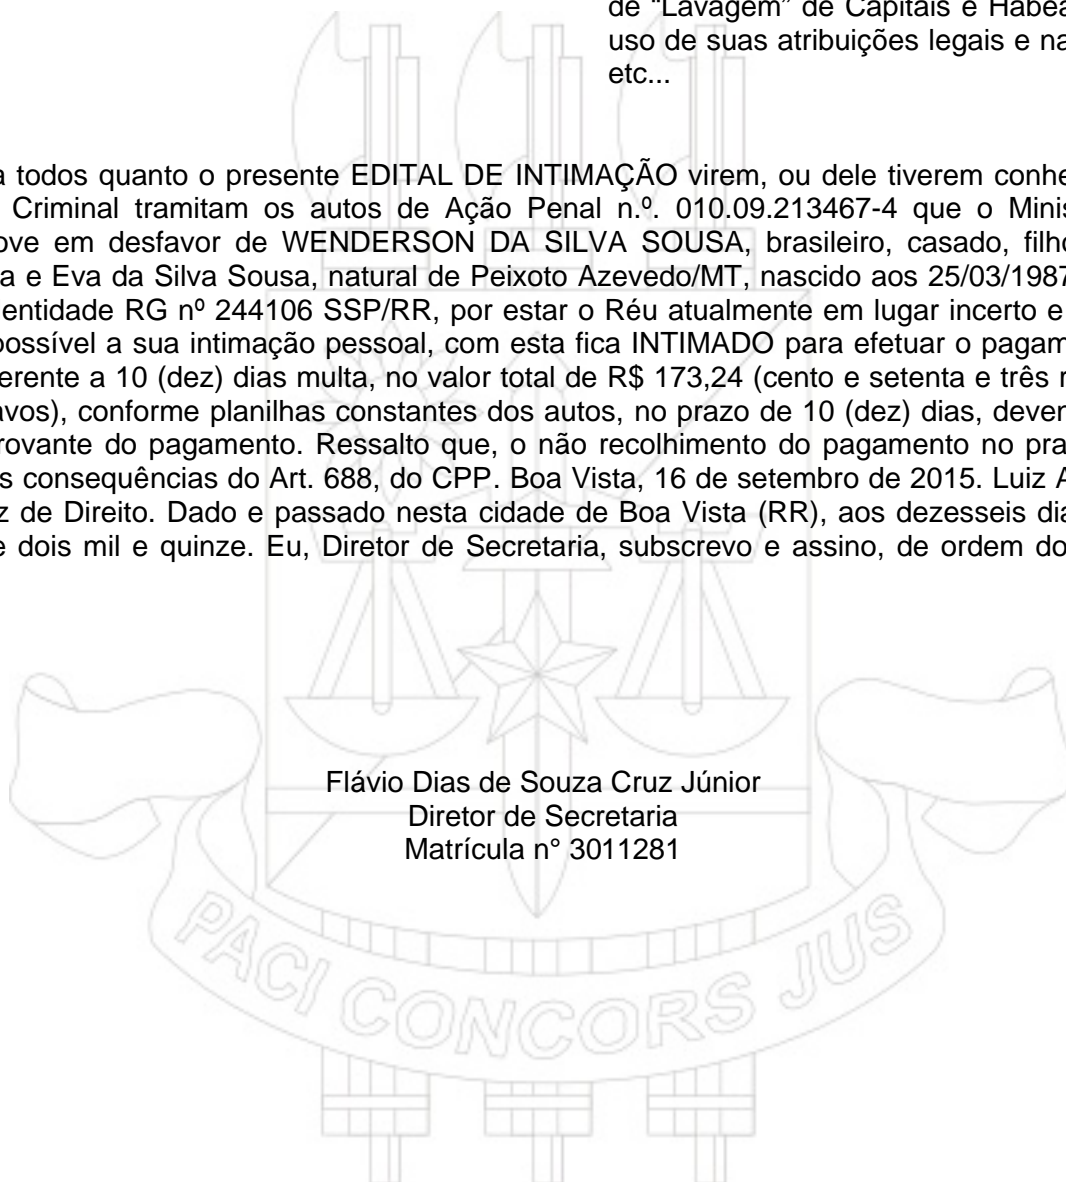 de “Lavagem” de Capitais e Habea
uso de suas atribuições legais e na
etc...
a todos quanto o presente EDITAL DE INTIMAÇÃO virem, ou dele tiverem conhe
Criminal tramitam os autos de Ação Penal n.º. 010.09.213467-4 que o Minis
ove em desfavor de WENDERSON DA SILVA SOUSA, brasileiro, casado, filho
a e Eva da Silva Sousa, natural de Peixoto Azevedo/MT, nascido aos 25/03/1987
entidade RG nº 244106 SSP/RR, por estar o Réu atualmente em lugar incerto e
possível a sua intimação pessoal, com esta fica INTIMADO para efetuar o pagam
erente a 10 (dez) dias multa, no valor total de R$ 173,24 (cento e setenta e três r
avos), conforme planilhas constantes dos autos, no prazo de 10 (dez) dias, deven
rovante do pagamento. Ressalto que, o não recolhimento do pagamento no pra
s consequências do Art. 688, do CPP. Boa Vista, 16 de setembro de 2015. Luiz A
z de Direito. Dado e passado nesta cidade de Boa Vista (RR), aos dezesseis dia
e dois mil e quinze. Eu, Diretor de Secretaria, subscrevo e assino, de ordem do
Flávio Dias de Souza Cruz Júnior
Diretor de Secretaria
Matrícula n° 3011281
PACI CONCORS JUS